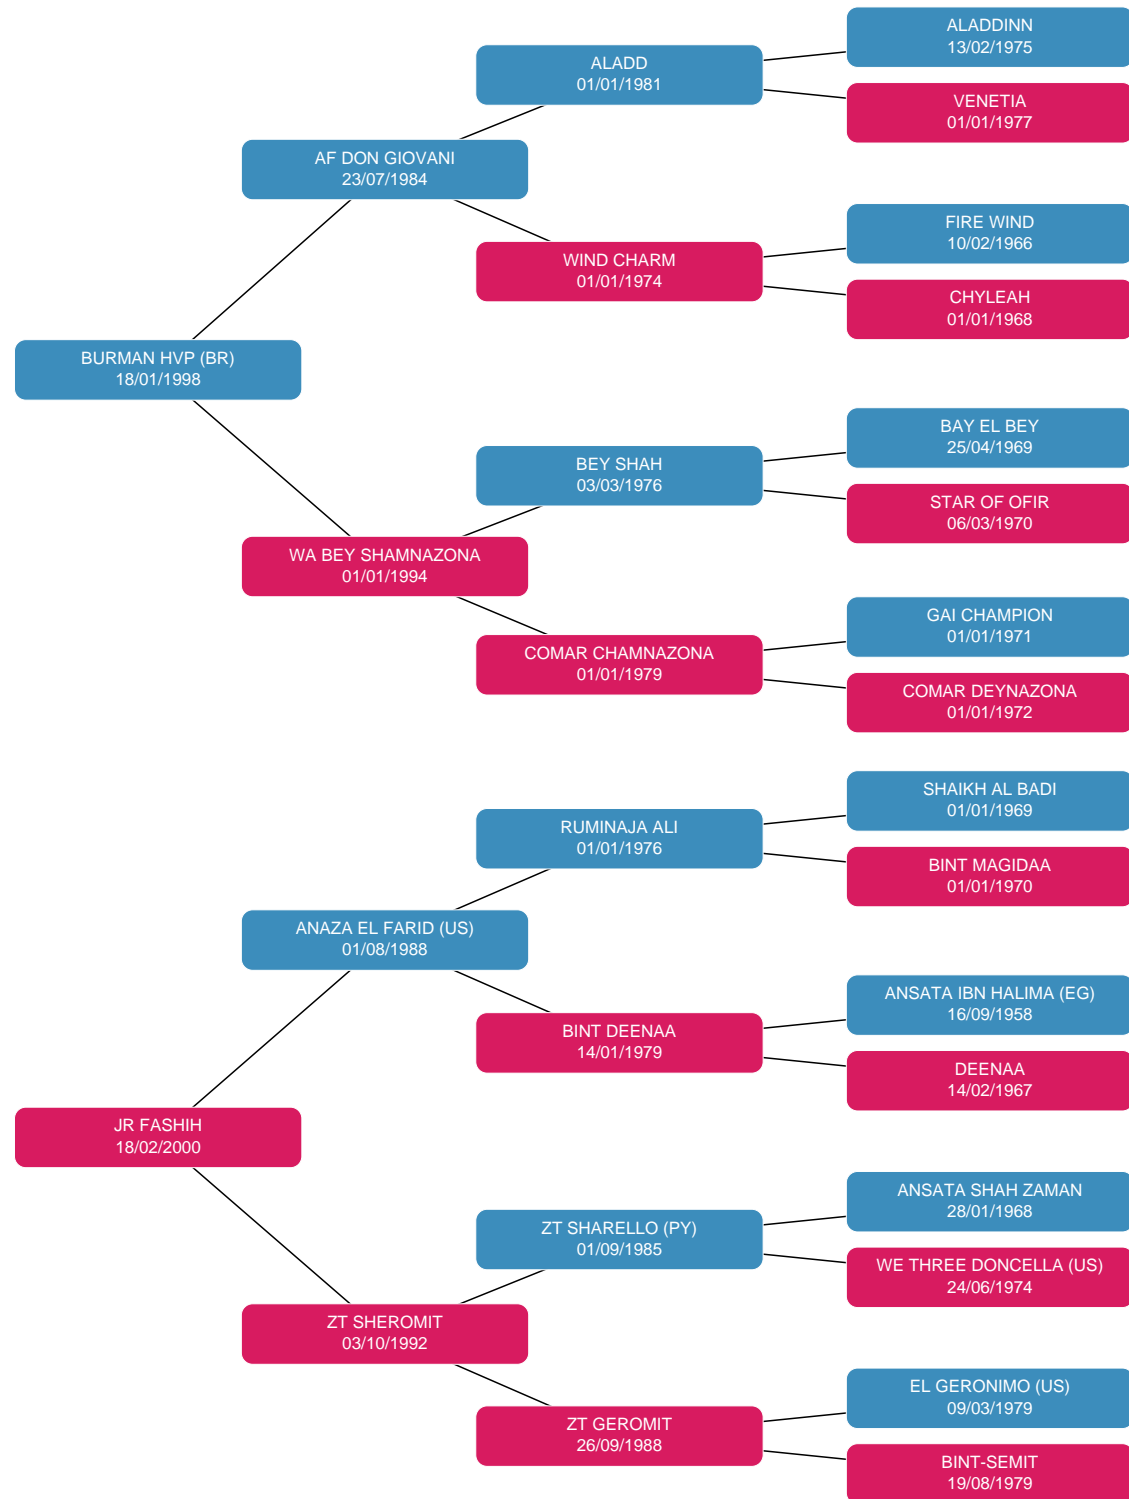 ALADDINN
13/02/1975
ALADD
01/01/1981
VENETIA
01/01/1977
AF DON GIOVANI
23/07/1984
FIRE WIND
10/02/1966
WIND CHARM
01/01/1974
CHYLEAH
01/01/1968
BURMAN HVP (BR)
18/01/1998
BAY EL BEY
25/04/1969
BEY SHAH
03/03/1976
STAR OF OFIR
06/03/1970
WA BEY SHAMNAZONA
01/01/1994
GAI CHAMPION
01/01/1971
COMAR CHAMNAZONA
01/01/1979
COMAR DEYNAZONA
01/01/1972
SHAIKH AL BADI
01/01/1969
RUMINAJA ALI
01/01/1976
BINT MAGIDAA
01/01/1970
ANAZA EL FARID (US)
01/08/1988
ANSATA IBN HALIMA (EG)
16/09/1958
BINT DEENAA
14/01/1979
DEENAA
14/02/1967
JR FASHIH
18/02/2000
ANSATA SHAH ZAMAN
28/01/1968
ZT SHARELLO (PY)
01/09/1985
WE THREE DONCELLA (US)
24/06/1974
ZT SHEROMIT
03/10/1992
EL GERONIMO (US)
09/03/1979
ZT GEROMIT
26/09/1988
BINT-SEMIT
19/08/1979